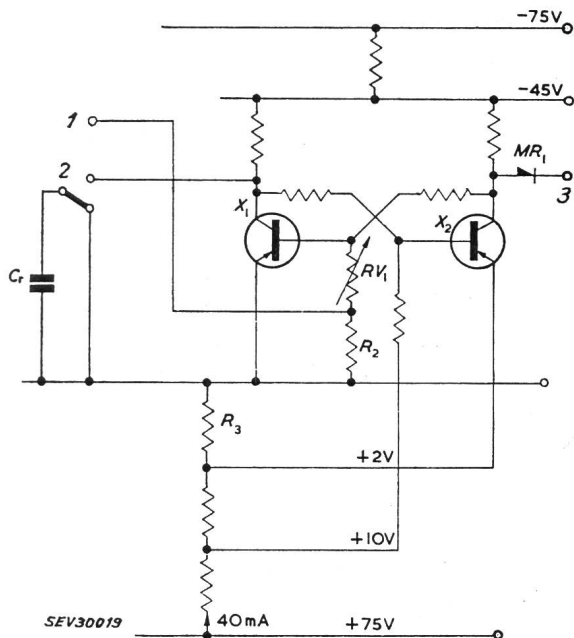 −75V
−45V
1
MR₁
2
3
X₁
X₂
Cᵣ
RV₁
R₂
R₃
+2V
+10V
SEV30019
40mA
+75V